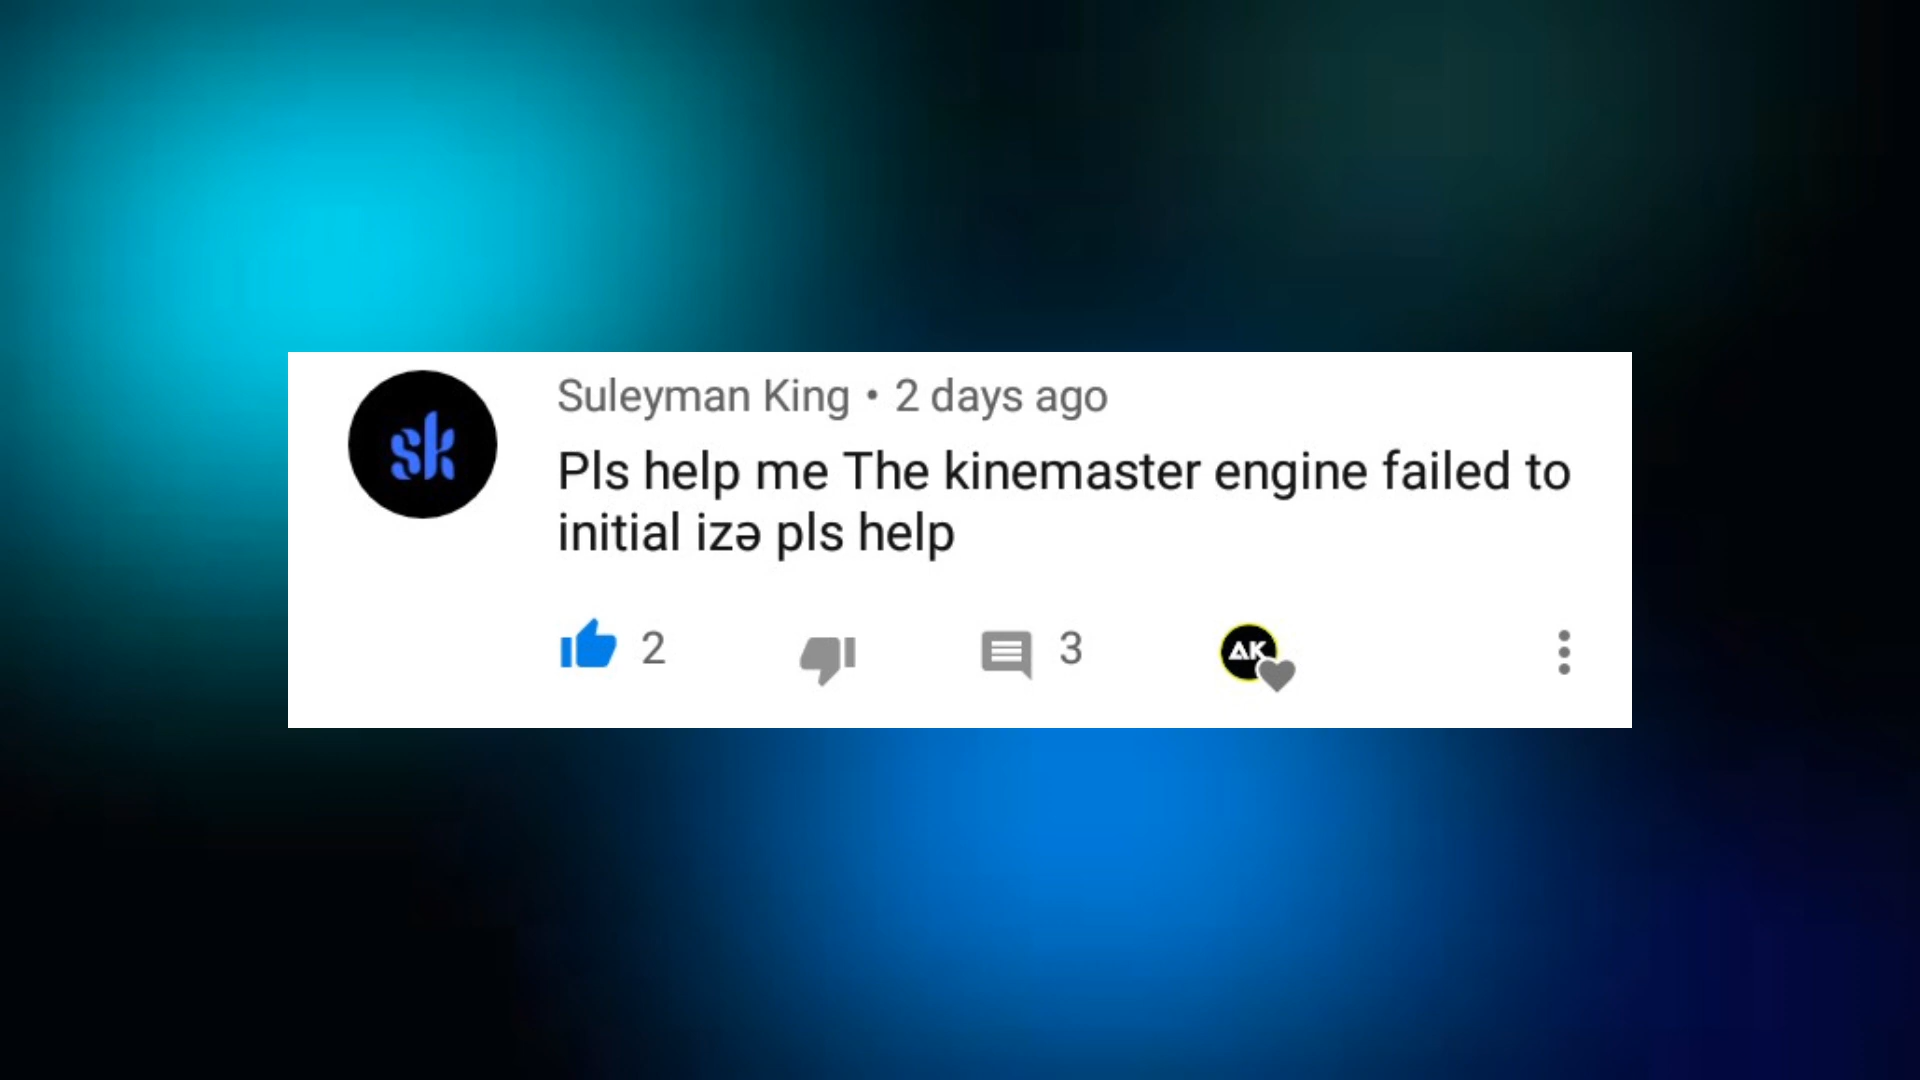 sk
Suleyman King • 2 days ago
Pls help me The kinemaster engine failed to
initial izə pls help
2
3
AK